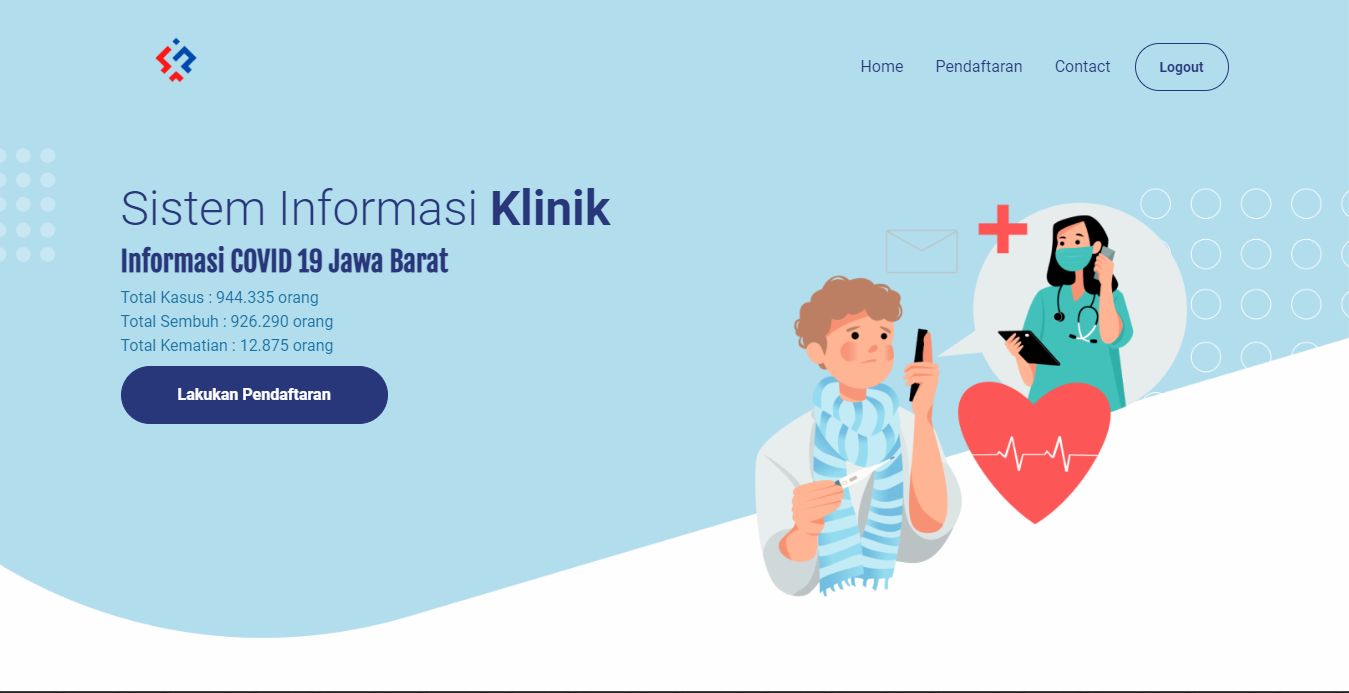 Home Pendaftaran Contact Logout
Sistem Informasi Klinik
Informasi COVID 19 Jawa Barat
Total Kasus : 944.335 orang
Total Sembuh : 926.290 orang
Total Kematian : 12.875 orang
Lakukan Pendaftaran